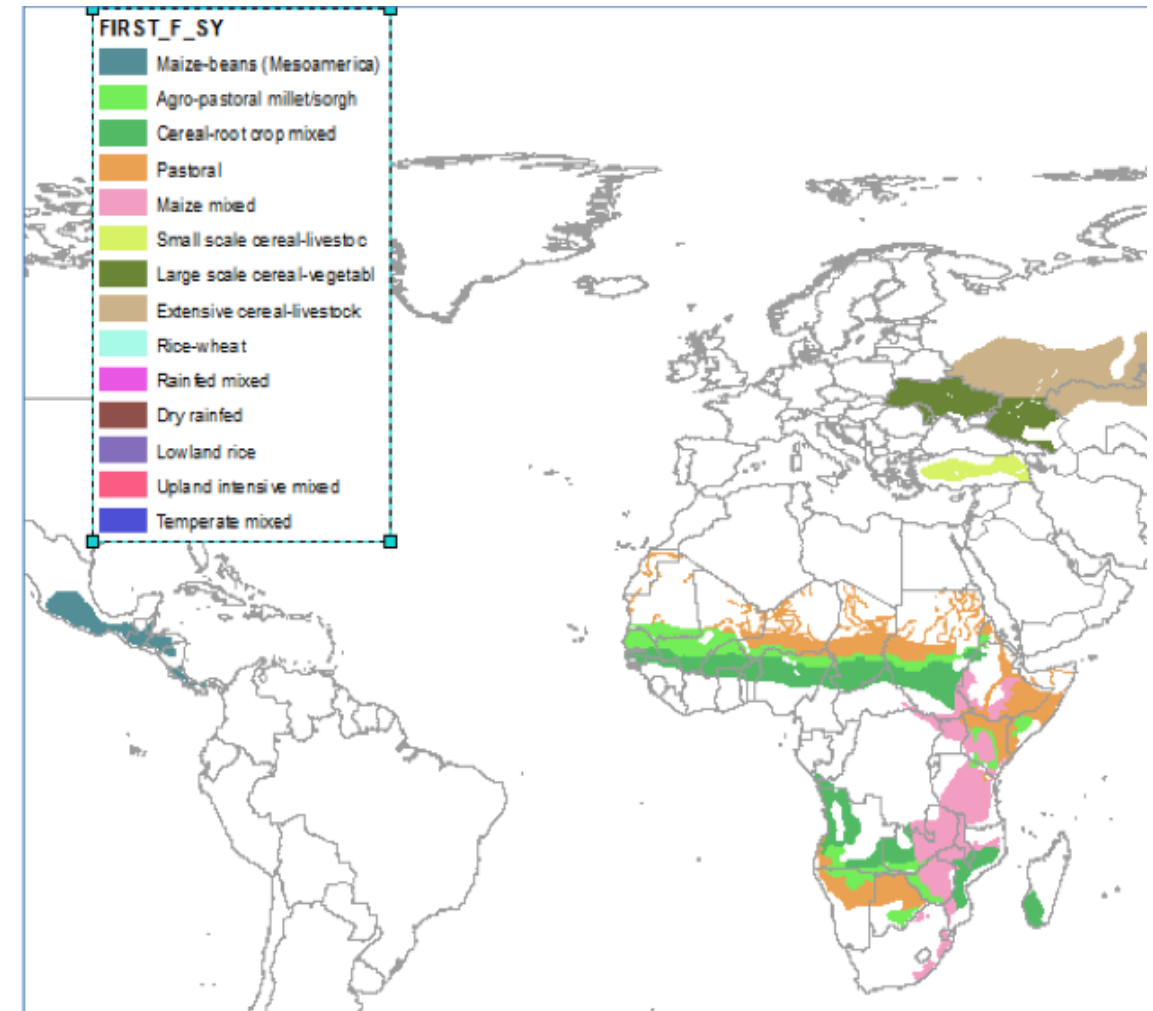 FIRST_F_SY
Maize-beans (Mesoamerica)
Agro-pastoral millet/sorgh
Cereal-root crop mixed
Pastoral
Maize mixed
Small scale cereal-livestoc
Large scale cereal-vegetabl
Extensive cereal-livestock
Rice-wheat
Rainfed mixed
Dry rainfed
Lowland rice
Upland intensive mixed
Temperate mixed